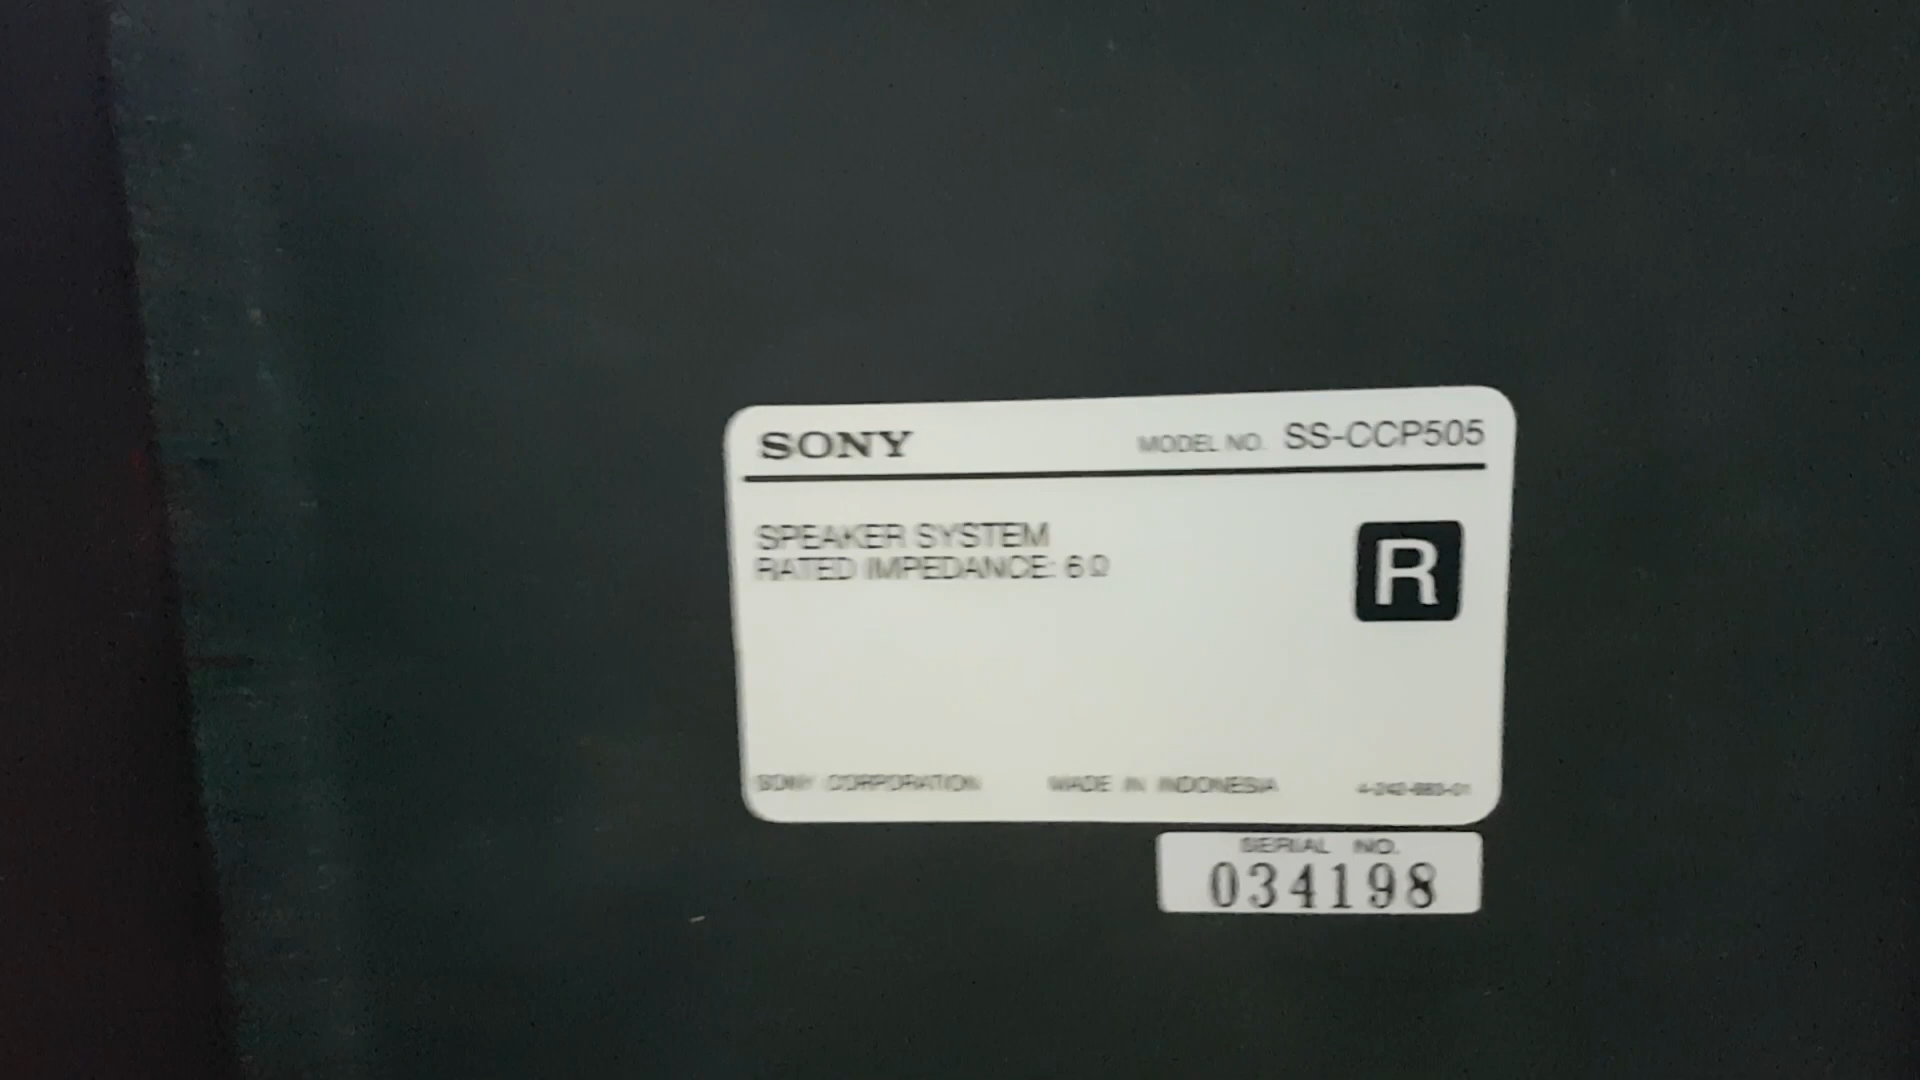 SONY MODEL NO. SS-CCP505
SPEAKER SYSTEM
RATED IMPEDANCE: 6Ω
R
SONY CORPORATION MADE IN INDONESIA
SERIAL NO.
034198